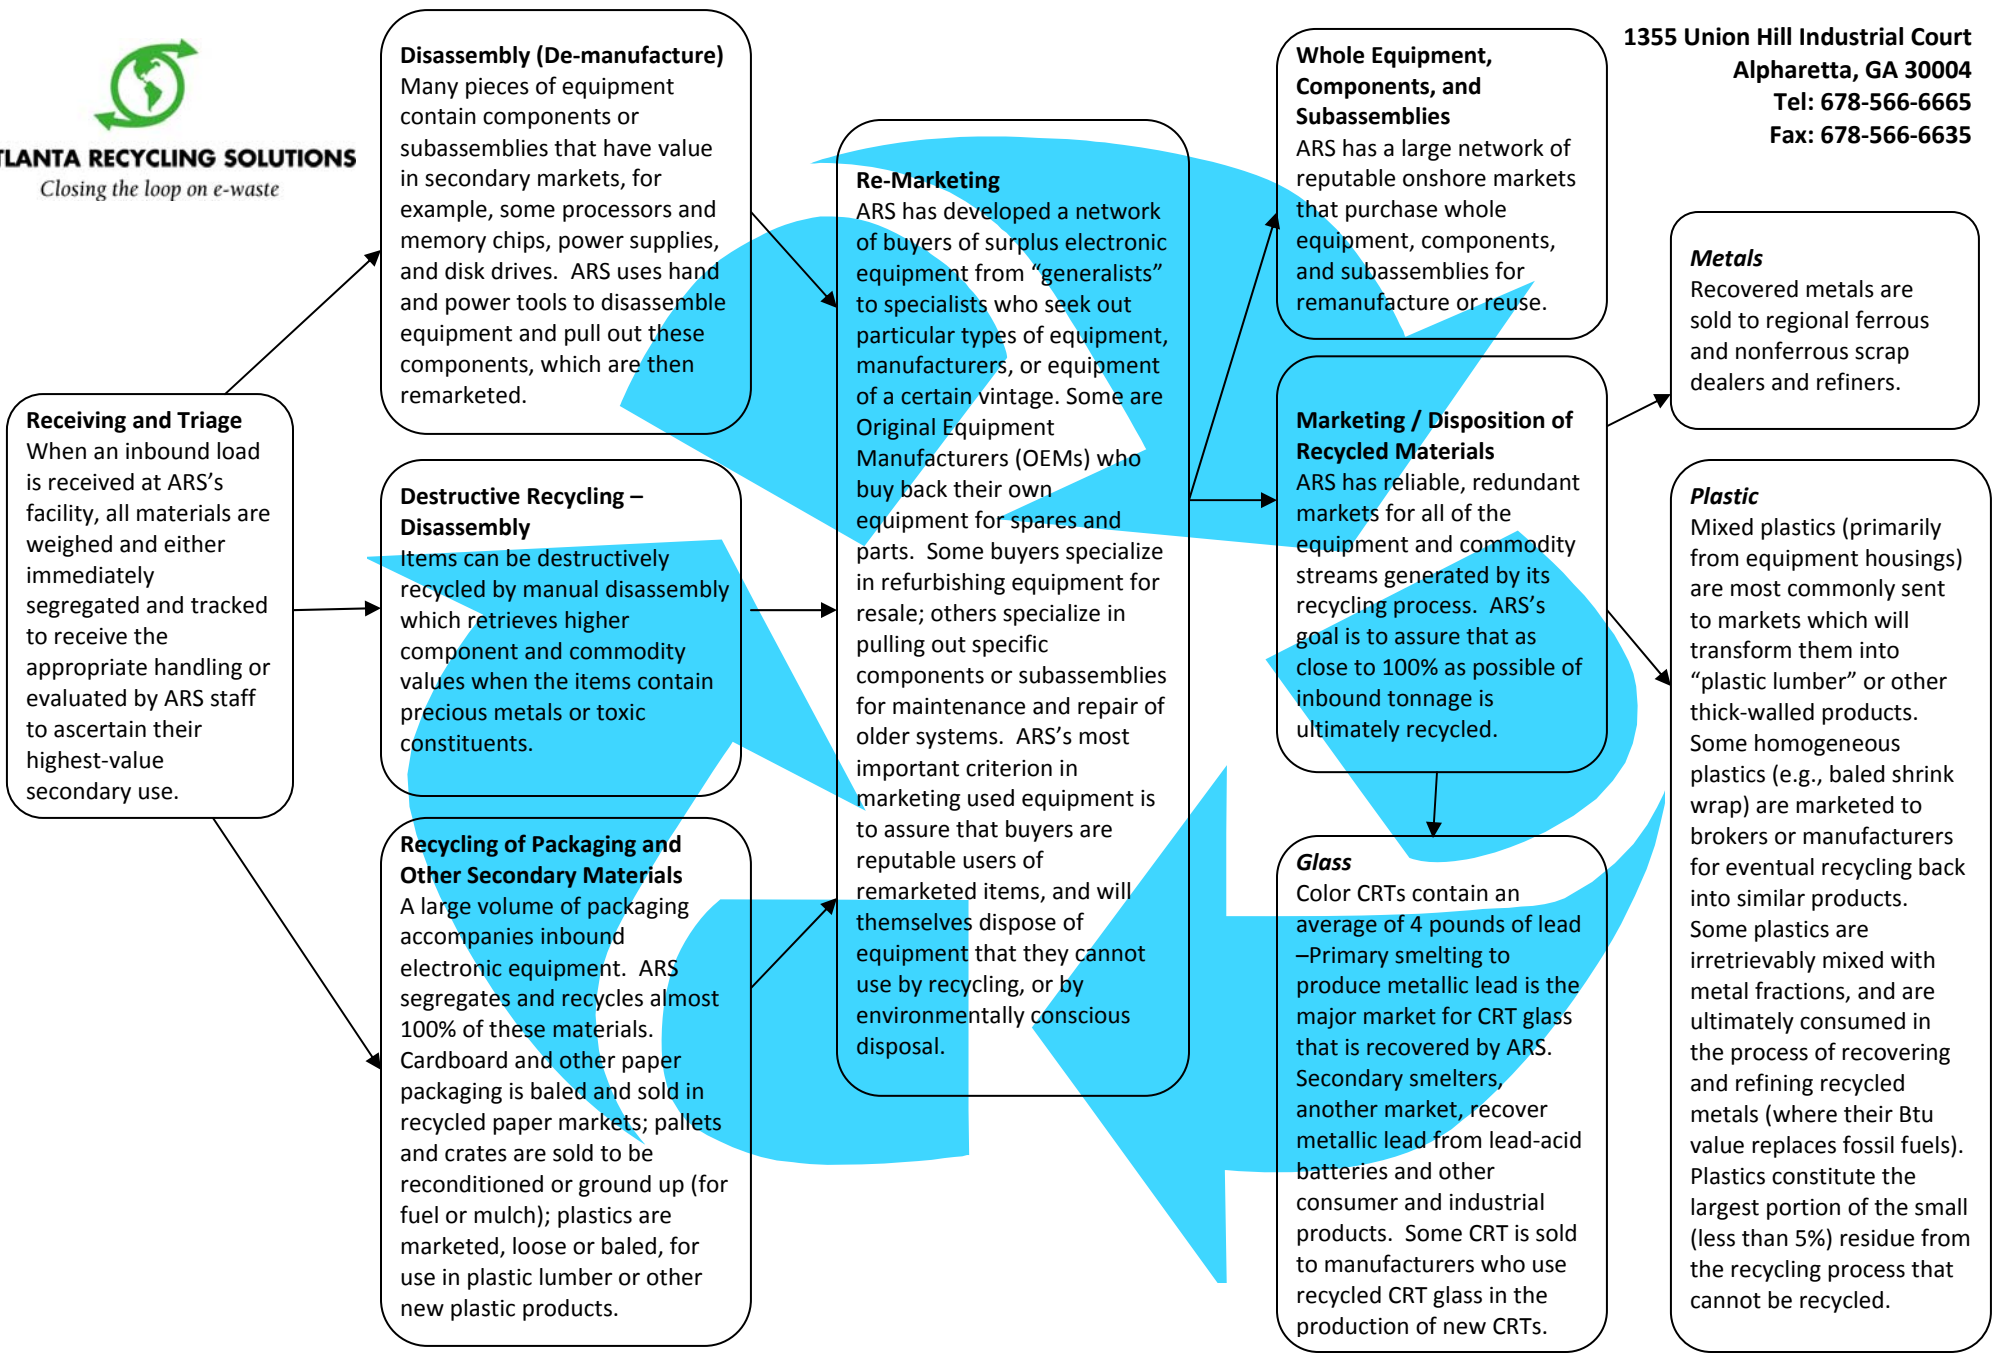 TLANTA RECYCLING SOLUTIONS
Closing the loop on e-waste
1355 Union Hill Industrial Court
Alpharetta, GA 30004
Tel: 678-566-6665
Fax: 678-566-6635
Receiving and Triage
When an inbound load
is received at ARS’s
facility, all materials are
weighed and either
immediately
segregated and tracked
to receive the
appropriate handling or
evaluated by ARS staff
to ascertain their
highest-value
secondary use.
Disassembly (De-manufacture)
Many pieces of equipment
contain components or
subassemblies that have value
in secondary markets, for
example, some processors and
memory chips, power supplies,
and disk drives.  ARS uses hand
and power tools to disassemble
equipment and pull out these
components, which are then
remarketed.
Destructive Recycling –
Disassembly
Items can be destructively
recycled by manual disassembly
which retrieves higher
component and commodity
values when the items contain
precious metals or toxic
constituents.
Recycling of Packaging and
Other Secondary Materials
A large volume of packaging
accompanies inbound
electronic equipment.  ARS
segregates and recycles almost
100% of these materials.
Cardboard and other paper
packaging is baled and sold in
recycled paper markets; pallets
and crates are sold to be
reconditioned or ground up (for
fuel or mulch); plastics are
marketed, loose or baled, for
use in plastic lumber or other
new plastic products.
Re-Marketing
ARS has developed a network
of buyers of surplus electronic
equipment from “generalists”
to specialists who seek out
particular types of equipment,
manufacturers, or equipment
of a certain vintage. Some are
Original Equipment
Manufacturers (OEMs) who
buy back their own
equipment for spares and
parts.  Some buyers specialize
in refurbishing equipment for
resale; others specialize in
pulling out specific
components or subassemblies
for maintenance and repair of
older systems.  ARS’s most
important criterion in
marketing used equipment is
to assure that buyers are
reputable users of
remarketed items, and will
themselves dispose of
equipment that they cannot
use by recycling, or by
environmentally conscious
disposal.
Whole Equipment,
Components, and
Subassemblies
ARS has a large network of
reputable onshore markets
that purchase whole
equipment, components,
and subassemblies for
remanufacture or reuse.
Marketing / Disposition of
Recycled Materials
ARS has reliable, redundant
markets for all of the
equipment and commodity
streams generated by its
recycling process.  ARS’s
goal is to assure that as
close to 100% as possible of
inbound tonnage is
ultimately recycled.
Glass
Color CRTs contain an
average of 4 pounds of lead
–Primary smelting to
produce metallic lead is the
major market for CRT glass
that is recovered by ARS.
Secondary smelters,
another market, recover
metallic lead from lead-acid
batteries and other
consumer and industrial
products.  Some CRT is sold
to manufacturers who use
recycled CRT glass in the
production of new CRTs.
Metals
Recovered metals are
sold to regional ferrous
and nonferrous scrap
dealers and refiners.
Plastic
Mixed plastics (primarily
from equipment housings)
are most commonly sent
to markets which will
transform them into
“plastic lumber” or other
thick-walled products.
Some homogeneous
plastics (e.g., baled shrink
wrap) are marketed to
brokers or manufacturers
for eventual recycling back
into similar products.
Some plastics are
irretrievably mixed with
metal fractions, and are
ultimately consumed in
the process of recovering
and refining recycled
metals (where their Btu
value replaces fossil fuels).
Plastics constitute the
largest portion of the small
(less than 5%) residue from
the recycling process that
cannot be recycled.